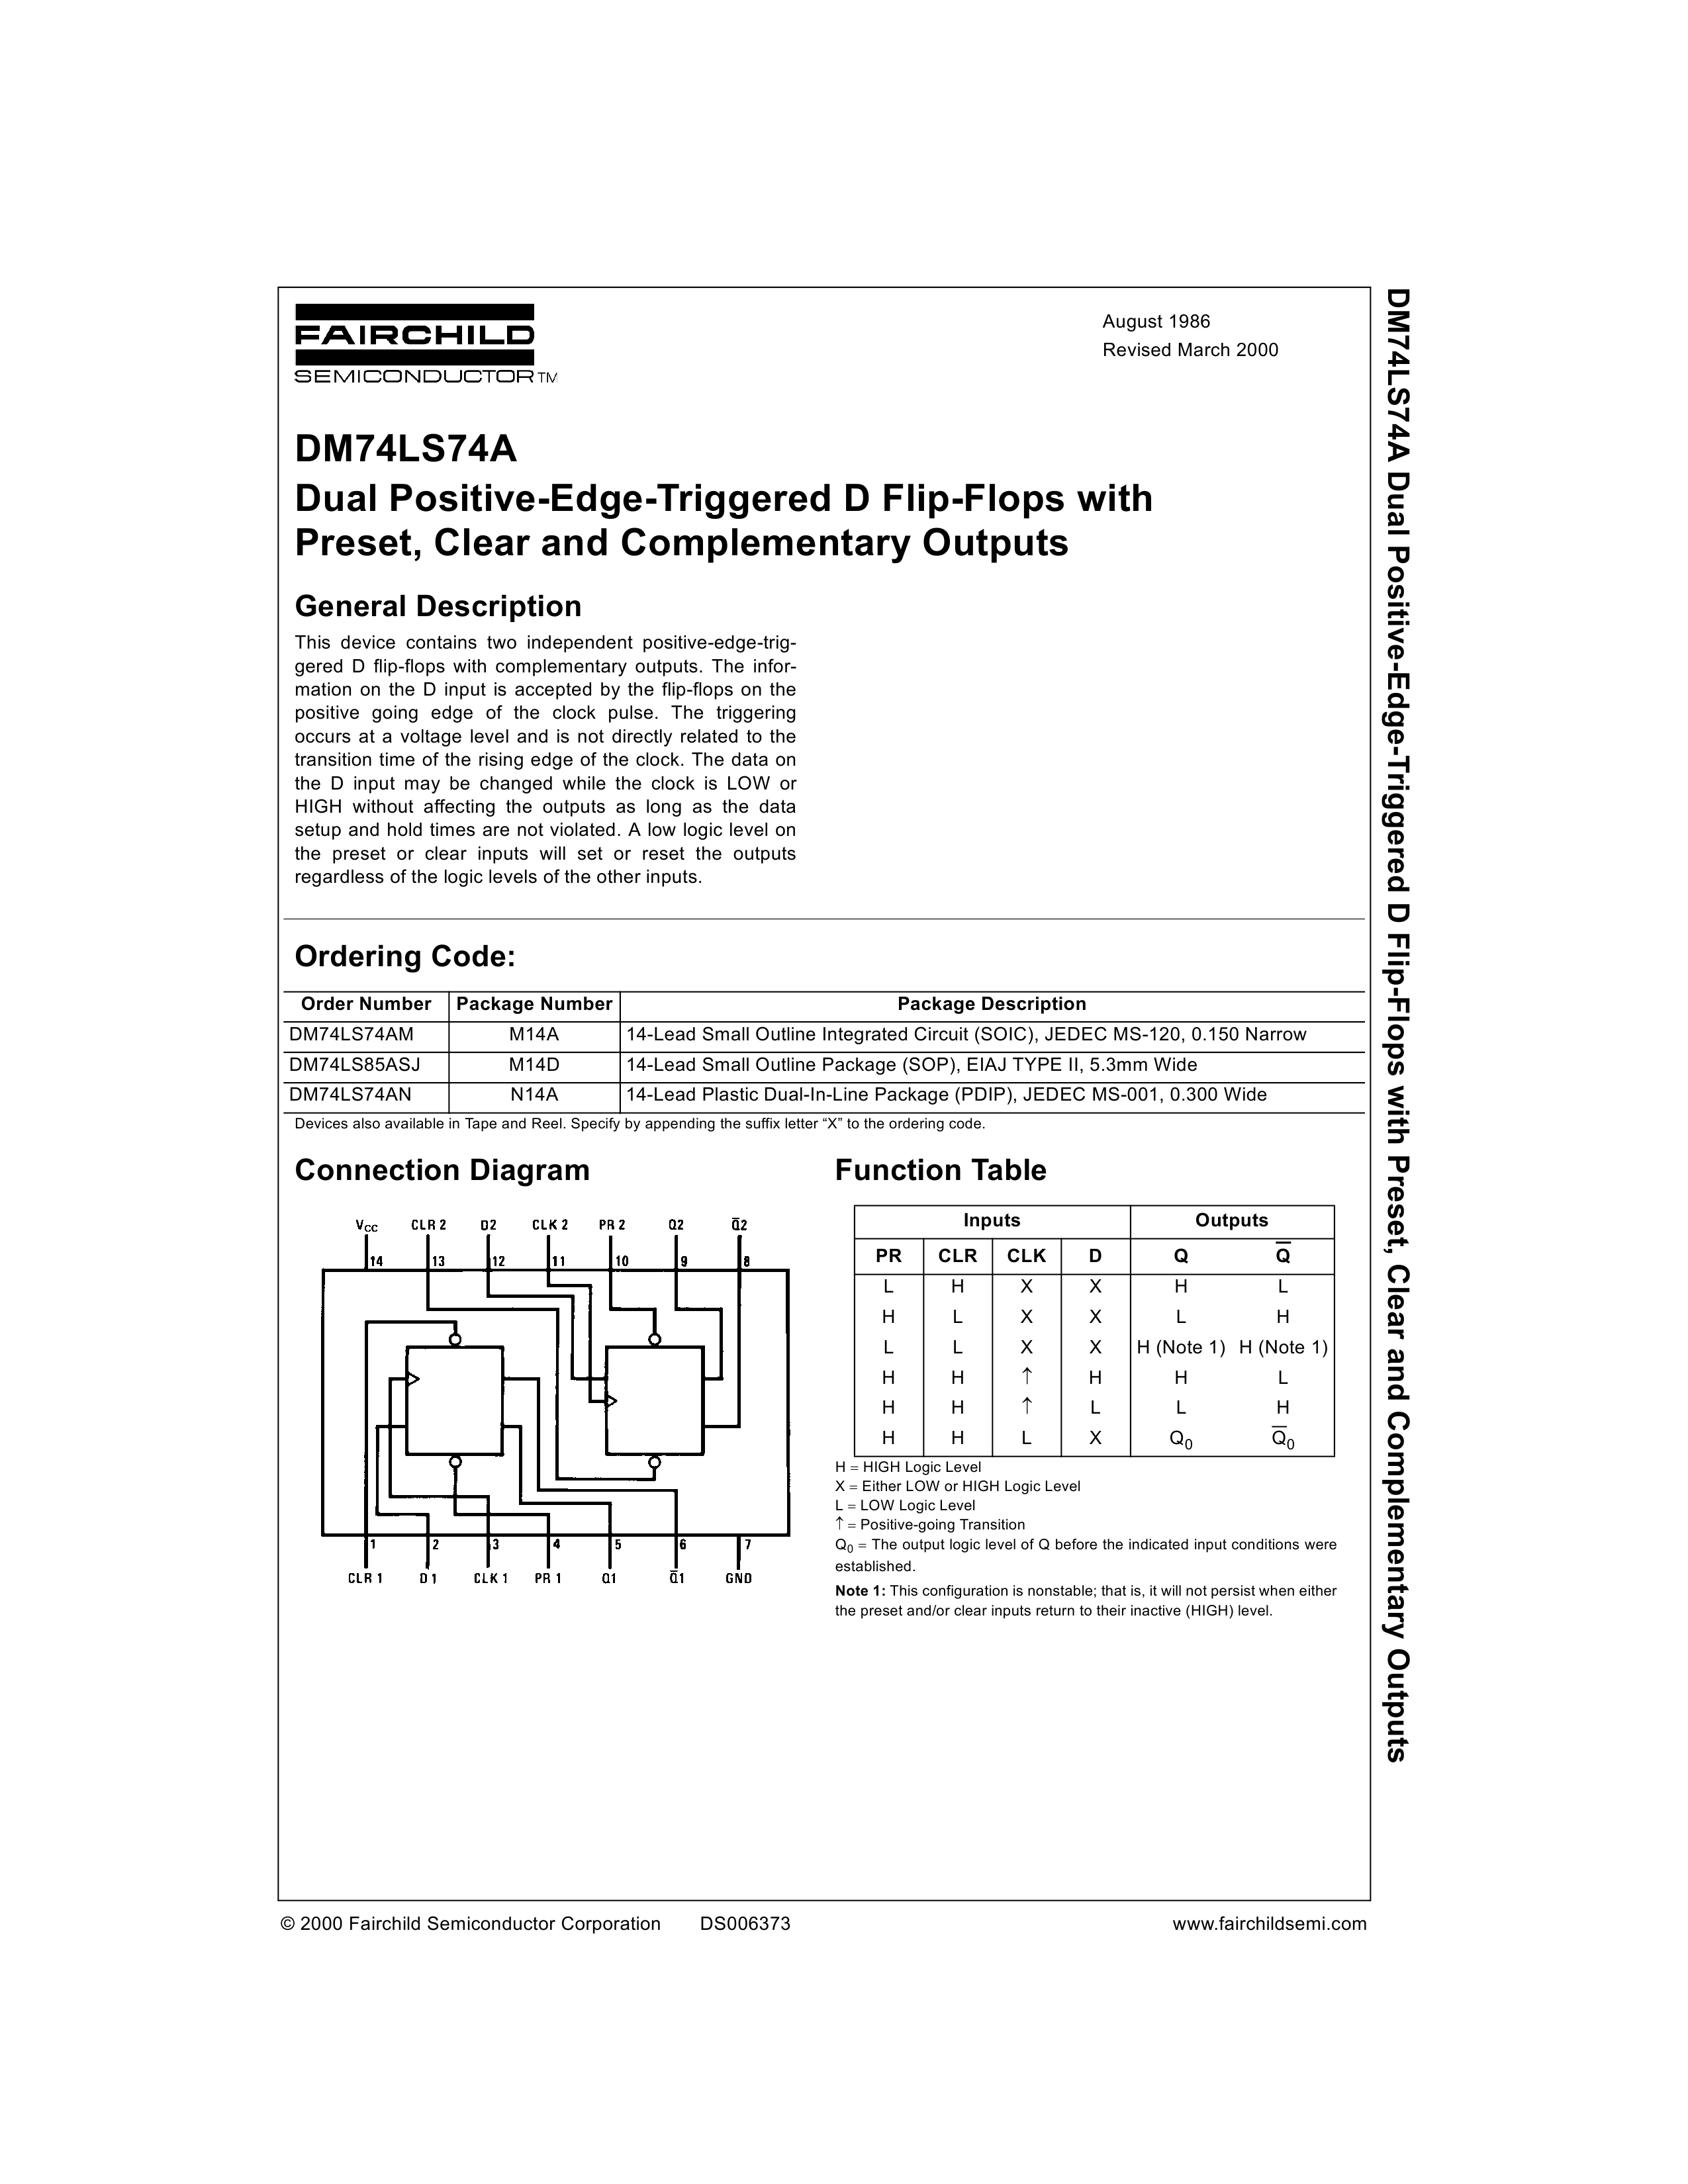 FAIRCHILD
SEMICONDUCTOR TM
August 1986
Revised March 2000
DM74LS74A
Dual Positive-Edge-Triggered D Flip-Flops with
Preset, Clear and Complementary Outputs
General Description
This device contains two independent positive-edge-trig-
gered D flip-flops with complementary outputs. The infor-
mation on the D input is accepted by the flip-flops on the
positive going edge of the clock pulse. The triggering
occurs at a voltage level and is not directly related to the
transition time of the rising edge of the clock. The data on
the D input may be changed while the clock is LOW or
HIGH without affecting the outputs as long as the data
setup and hold times are not violated. A low logic level on
the preset or clear inputs will set or reset the outputs
regardless of the logic levels of the other inputs.
Ordering Code:
Order Number Package Number Package Description
DM74LS74AM M14A 14-Lead Small Outline Integrated Circuit (SOIC), JEDEC MS-120, 0.150 Narrow
DM74LS85ASJ M14D 14-Lead Small Outline Package (SOP), EIAJ TYPE II, 5.3mm Wide
DM74LS74AN N14A 14-Lead Plastic Dual-In-Line Package (PDIP), JEDEC MS-001, 0.300 Wide
Devices also available in Tape and Reel. Specify by appending the suffix letter “X” to the ordering code.
Connection Diagram
VCC CLR 2 D2 CLK 2 PR 2 Q2 Q̅2
14 13 12 11 10 9 8
1 2 3 4 5 6 7
CLR 1 D 1 CLK 1 PR 1 Q1 Q̅1 GND
Function Table
Inputs Outputs
PR CLR CLK D Q Q̅
L H X X H L
H L X X L H
L L X X H (Note 1) H (Note 1)
H H ↑ H H L
H H ↑ L L H
H H L X Q0 Q̅0
H = HIGH Logic Level
X = Either LOW or HIGH Logic Level
L = LOW Logic Level
↑ = Positive-going Transition
Q0 = The output logic level of Q before the indicated input conditions were
established.
Note 1: This configuration is nonstable; that is, it will not persist when either
the preset and/or clear inputs return to their inactive (HIGH) level.
© 2000 Fairchild Semiconductor Corporation DS006373 www.fairchildsemi.com
DM74LS74A Dual Positive-Edge-Triggered D Flip-Flops with Preset, Clear and Complementary Outputs